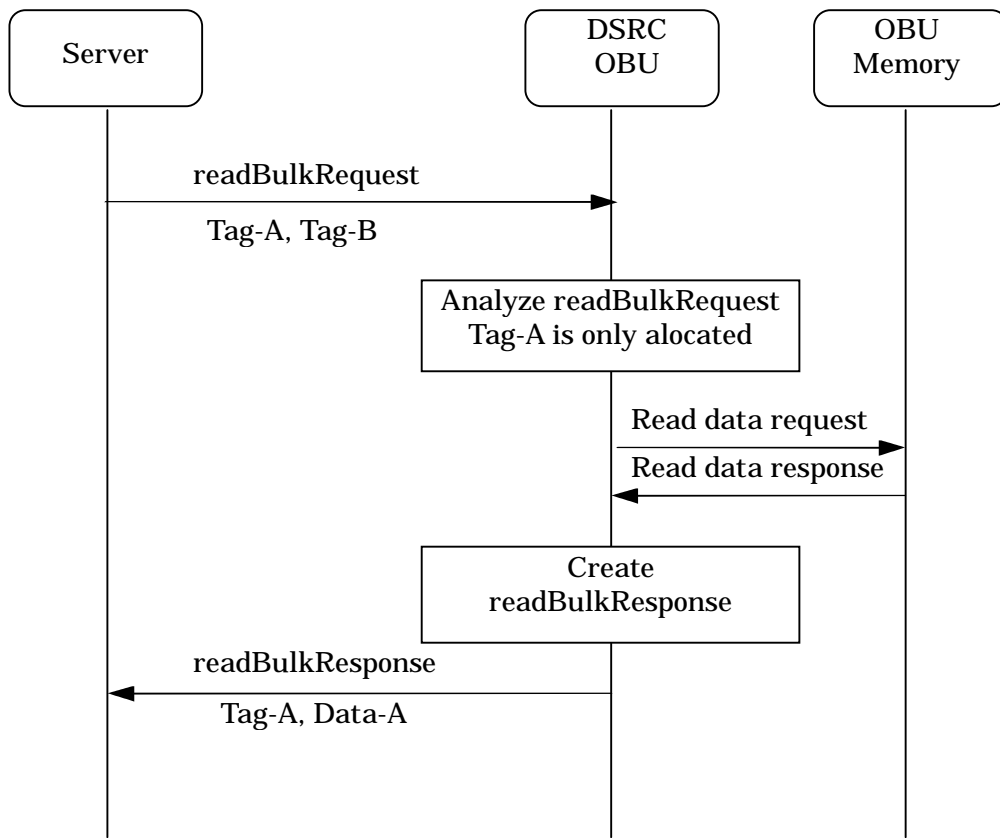 Server
DSRC
OBU
OBU
Memory
readBulkRequest
Tag-A, Tag-B
Analyze readBulkRequest
Tag-A is only alocated
Read data request
Read data response
Create
readBulkResponse
readBulkResponse
Tag-A, Data-A